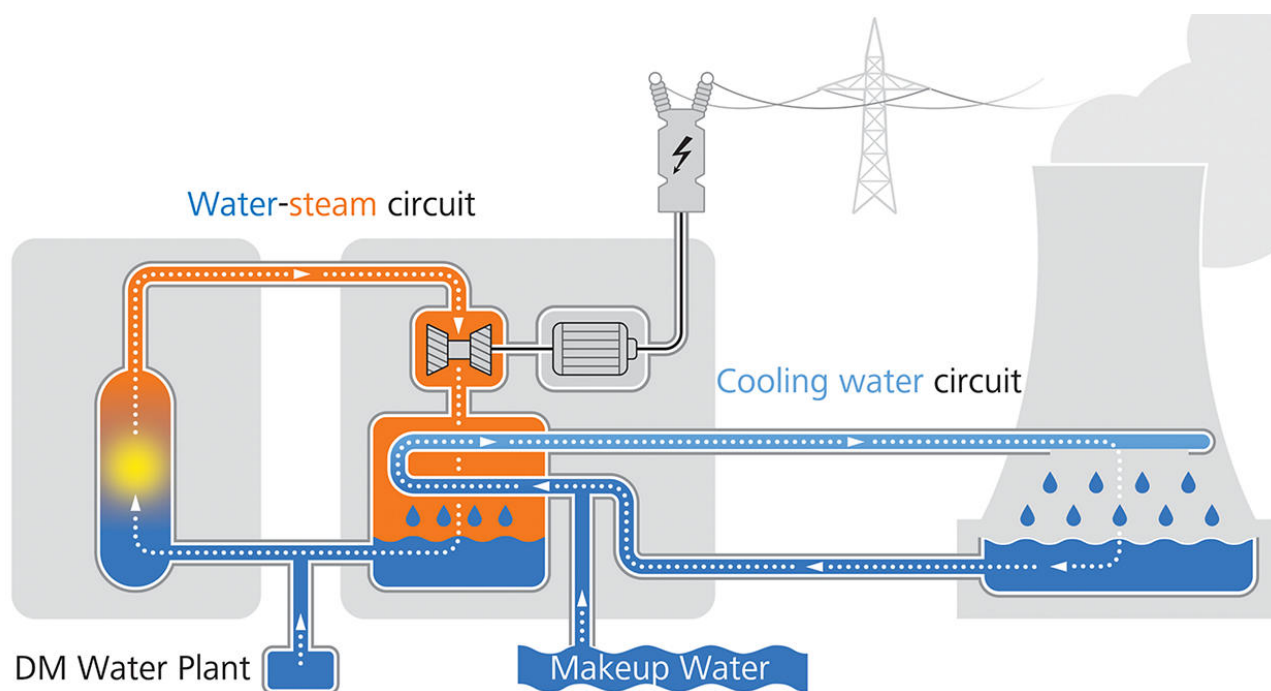 Water-steam circuit
Cooling water circuit
DM Water Plant
Makeup Water